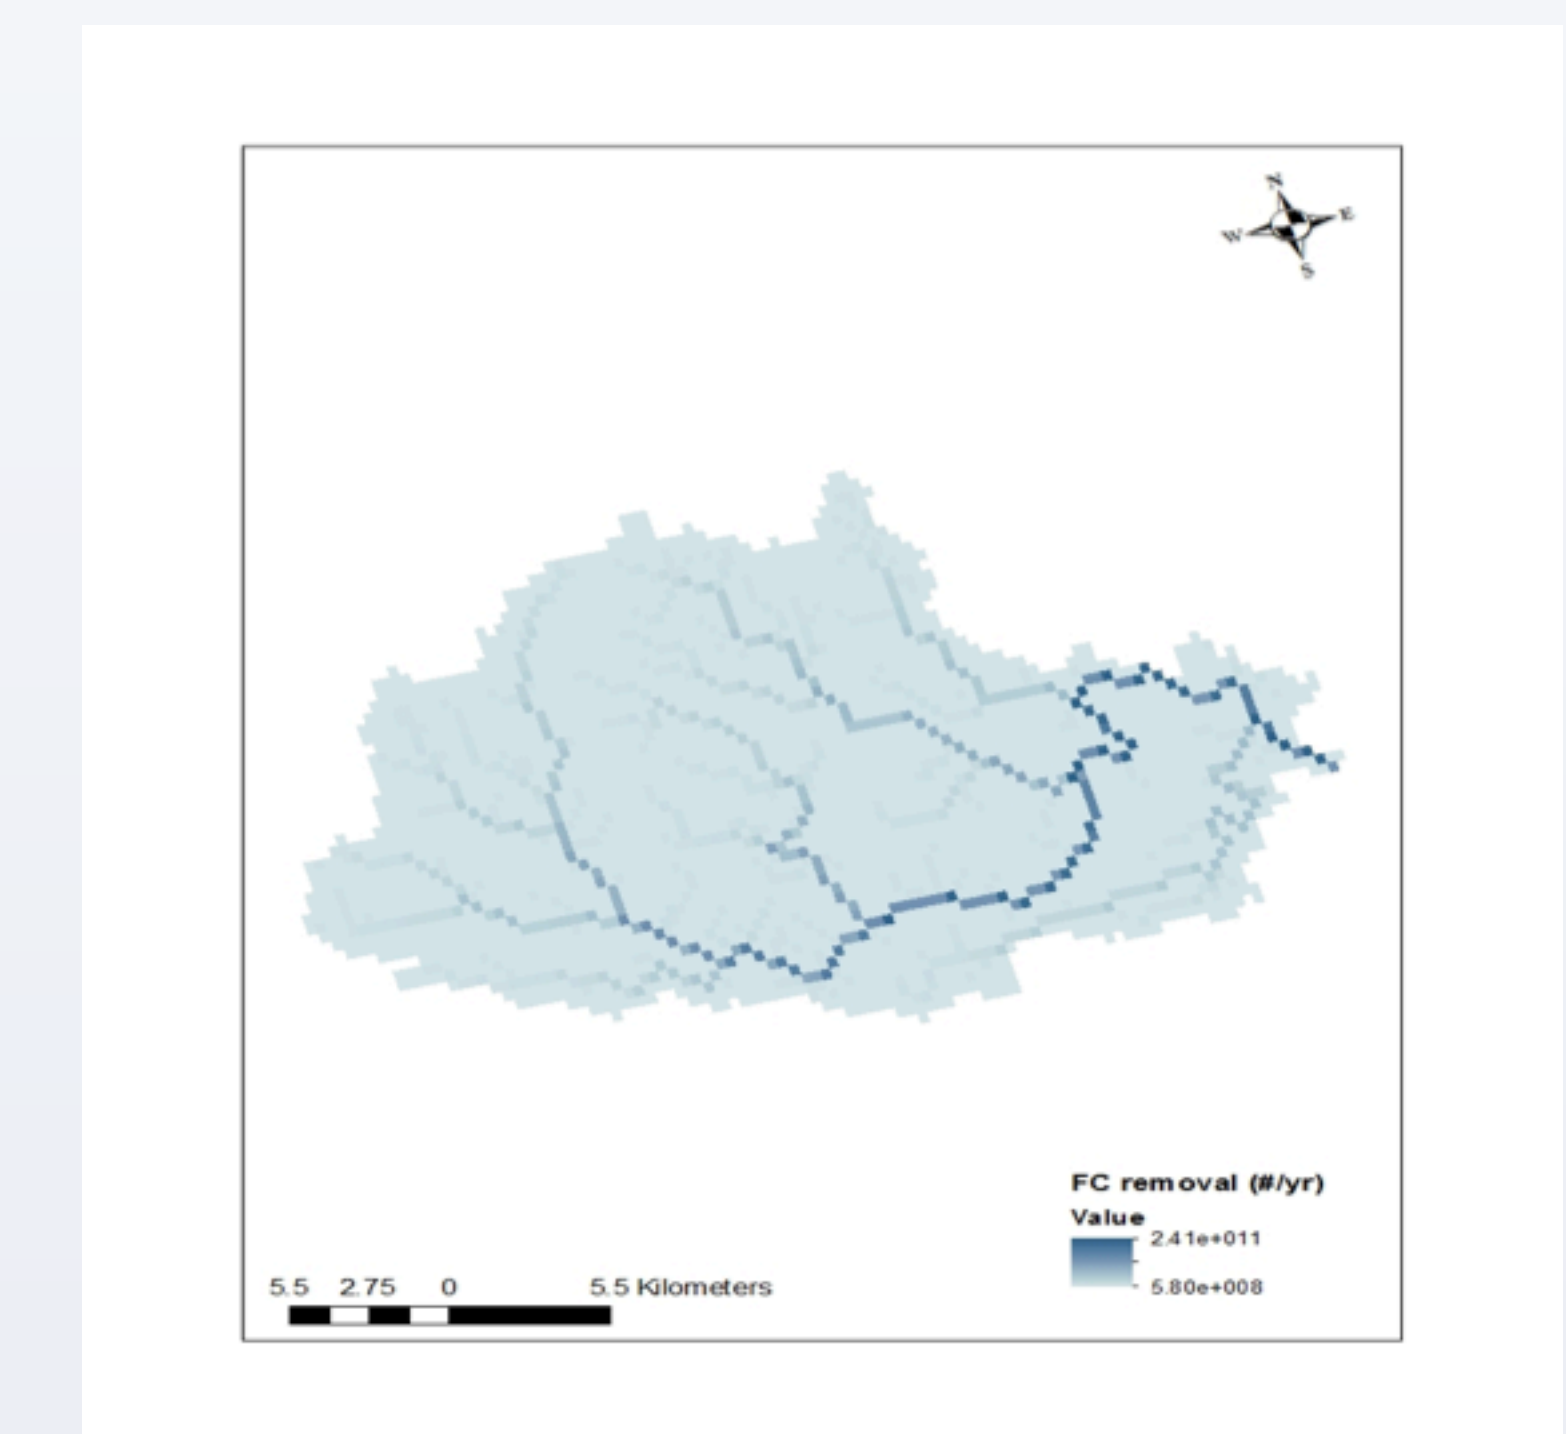 N
W E
S
FC removal (#/yr)
Value
2.41e+011
5.80e+008
5.5 2.75 0 5.5 Kilometers